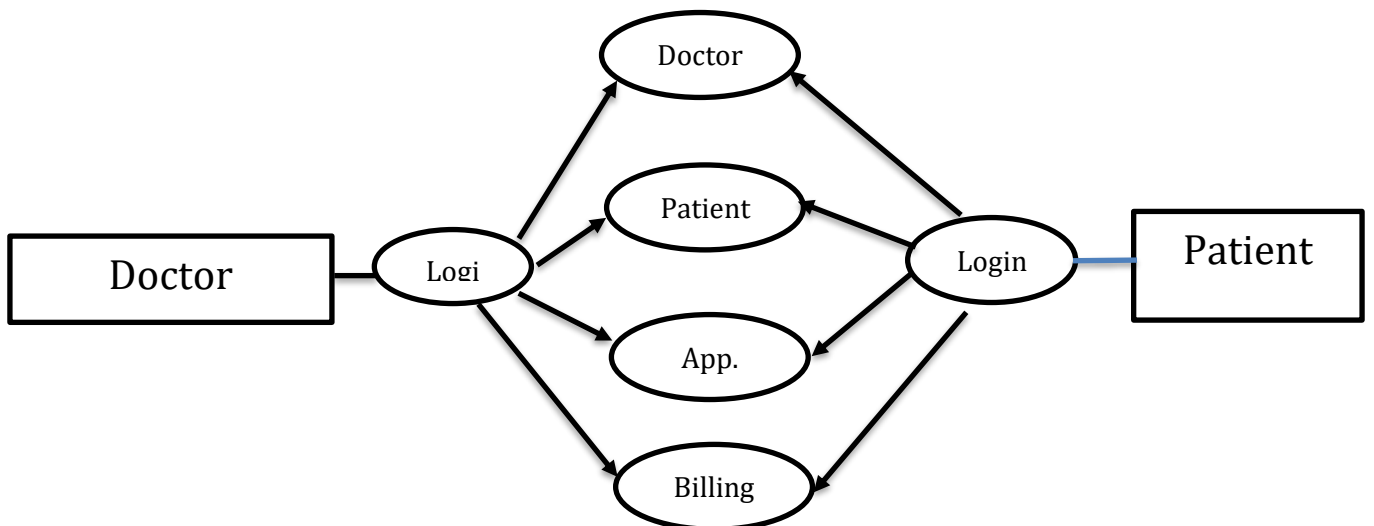 Doctor
Patient
App.
Billing
Doctor
Logi
Login
Patient